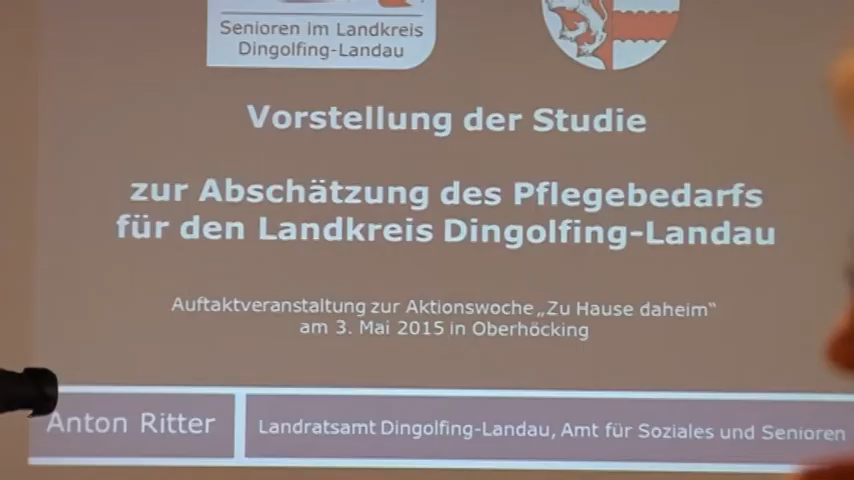 Senioren im Landkreis
Dingolfing-Landau
Vorstellung der Studie
zur Abschätzung des Pflegebedarfs
für den Landkreis Dingolfing-Landau
Auftaktveranstaltung zur Aktionswoche „Zu Hause daheim“
am 3. Mai 2015 in Oberhöcking
Anton Ritter
Landratsamt Dingolfing-Landau, Amt für Soziales und Senioren